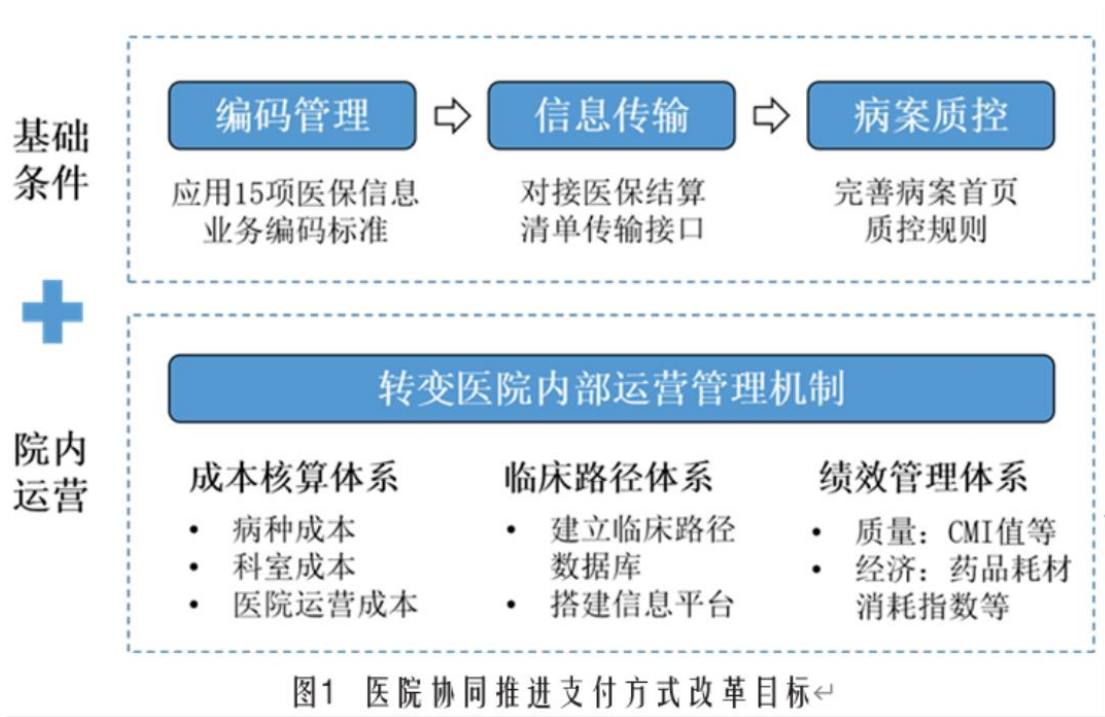 基础
条件
编码管理
信息传输
病案质控
应用15项医保信息
业务编码标准
对接医保结算
清单传输接口
完善病案首页
质控规则
院内
运营
转变医院内部运营管理机制
成本核算体系
• 病种成本
• 科室成本
• 医院运营成本
临床路径体系
• 建立临床路径
数据库
• 搭建信息平台
绩效管理体系
• 质量：CMI值等
• 经济：药品耗材
消耗指数等
图1 医院协同推进支付方式改革目标↵